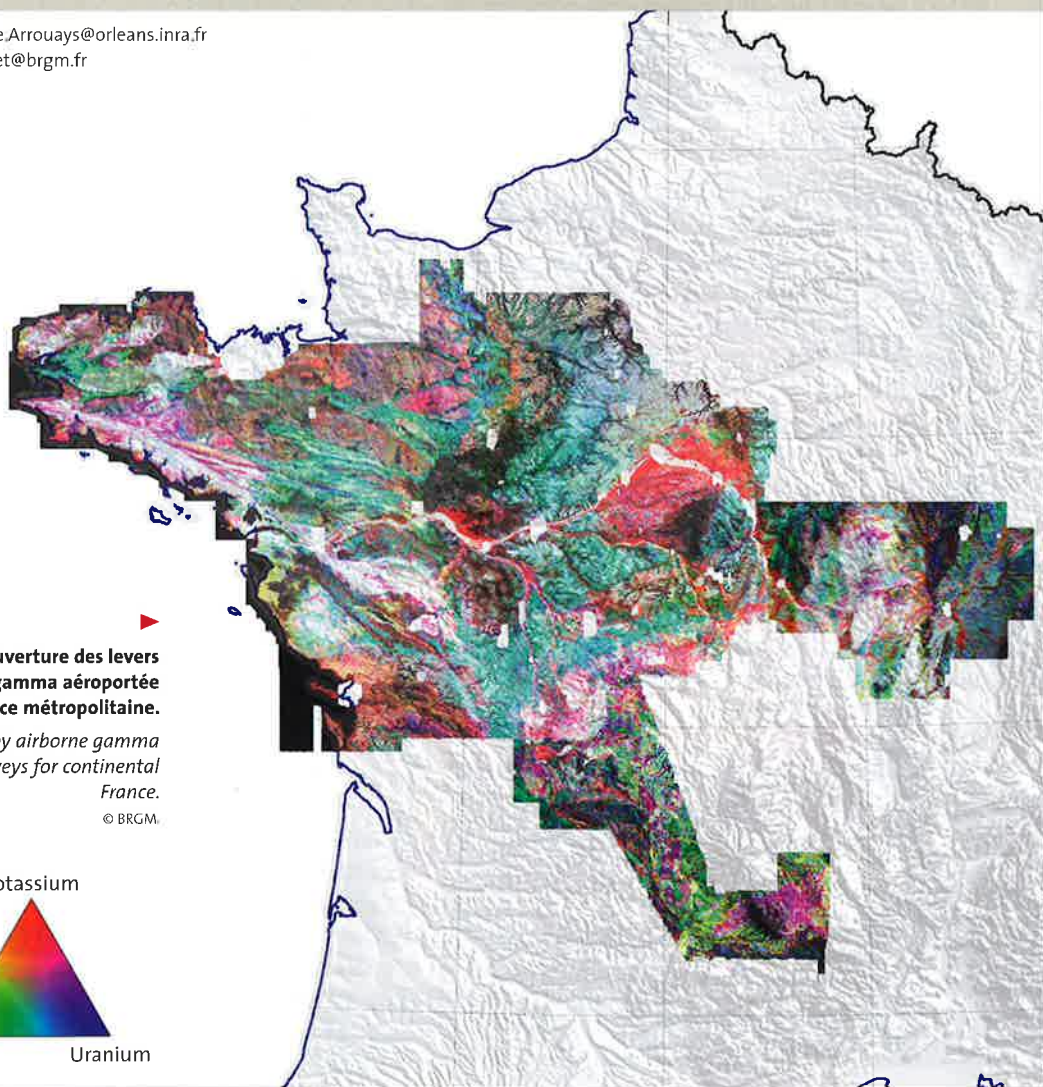 e.Arrouays@orleans.inra.fr
et@brgm.fr
uverture des levers
gamma aéroportée
ce métropolitaine.
y airborne gamma
veys for continental
France.
© BRGM.
otassium
Uranium